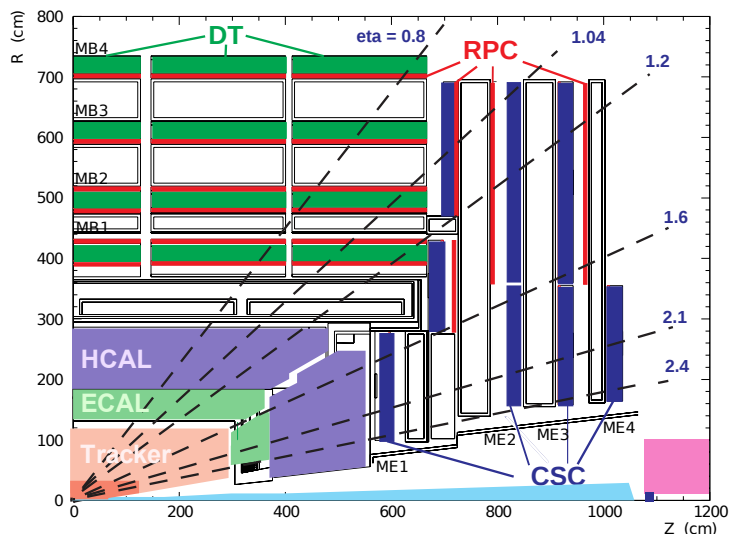 R (cm)
800
700
600
500
400
300
200
100
0
MB4
MB3
MB2
MB1
DT
eta = 0.8
RPC
1.04
1.2
1.6
2.1
2.4
HCAL
ECAL
Tracker
ME1
ME2
ME3
ME4
CSC
0
200
400
600
800
1000
1200
Z (cm)